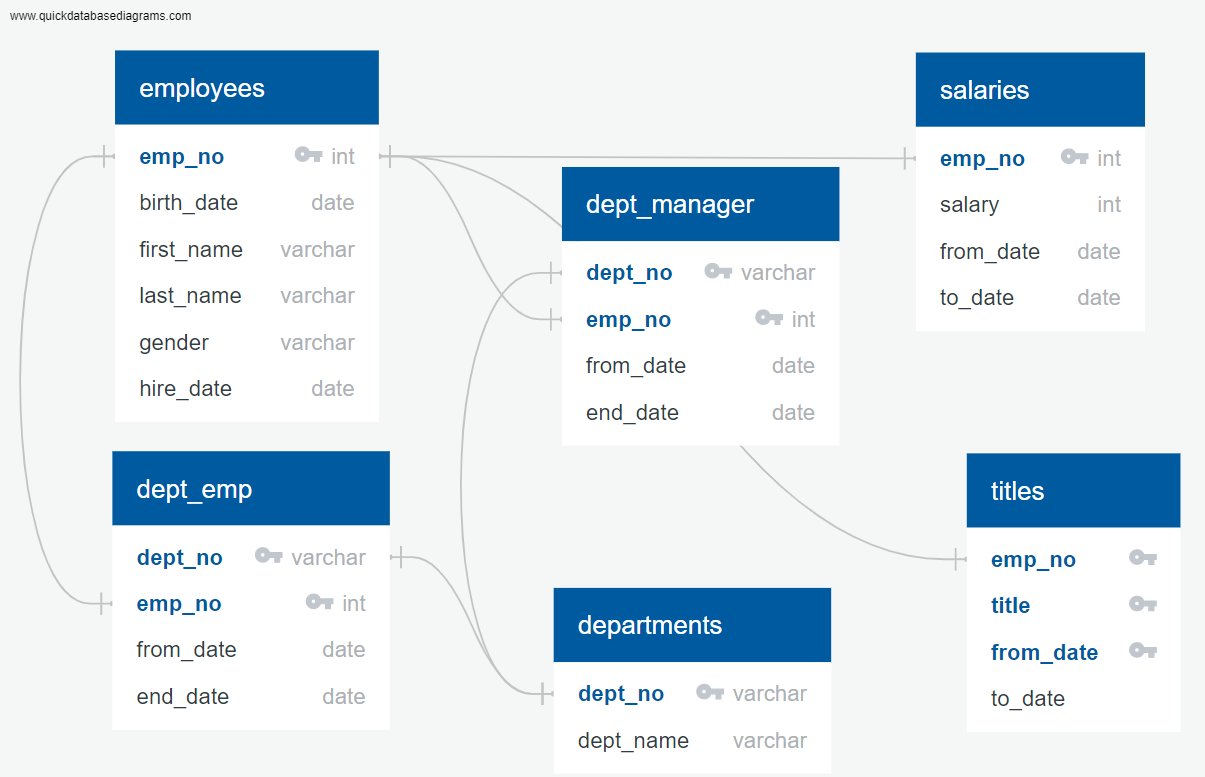 www.quickdatabasediagrams.com
employees
emp_no int
birth_date date
first_name varchar
last_name varchar
gender varchar
hire_date date
dept_emp
dept_no varchar
emp_no int
from_date date
end_date date
dept_manager
dept_no varchar
emp_no int
from_date date
end_date date
departments
dept_no varchar
dept_name varchar
salaries
emp_no int
salary int
from_date date
to_date date
titles
emp_no
title
from_date
to_date